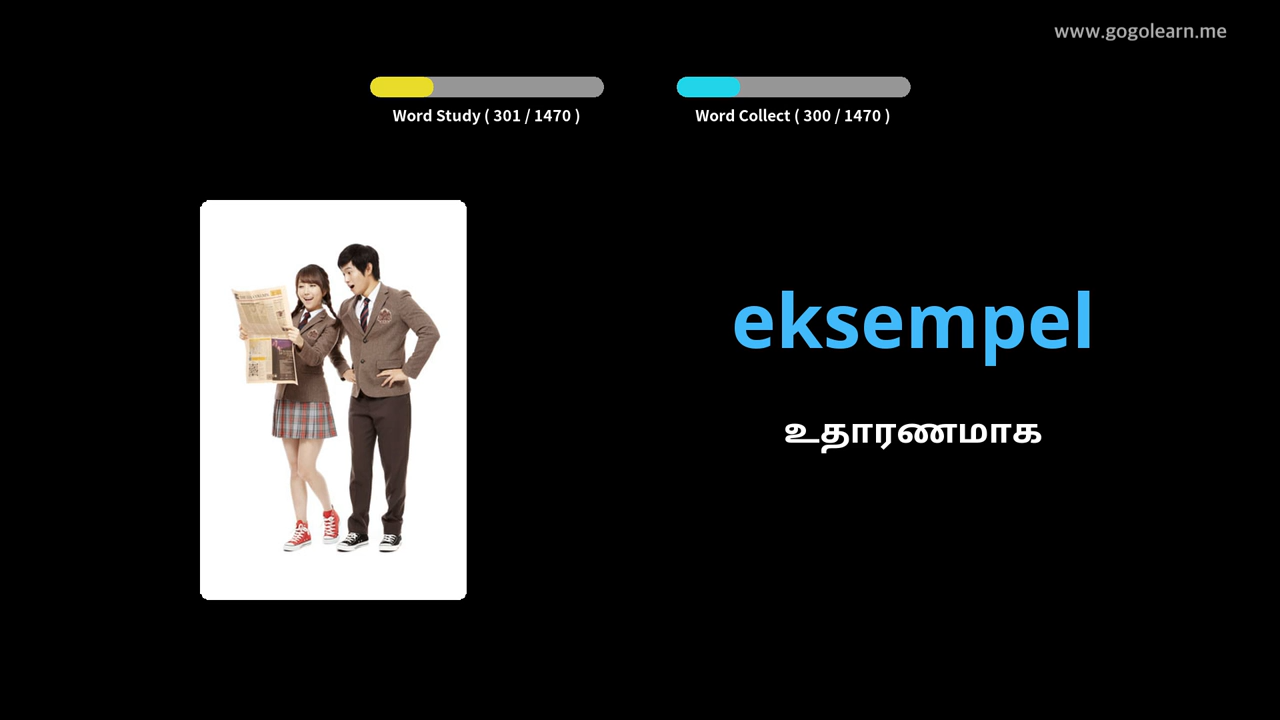 www.gogolearn.me
Word Study ( 301 / 1470 )
Word Collect ( 300 / 1470 )
eksempel
உதாரணமாக